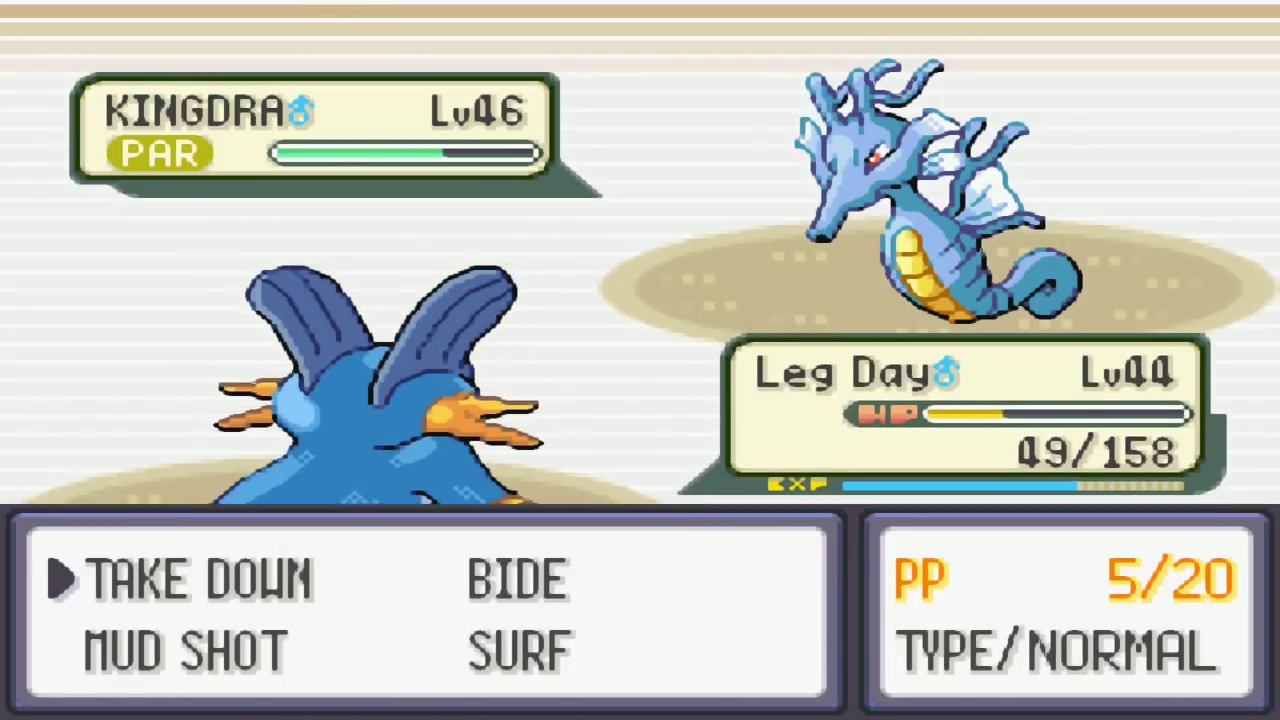 KINGDRA♂ Lv46
PAR
Leg Day♂ Lv44
HP
49/158
EXP
▶TAKE DOWN BIDE
MUD SHOT SURF
PP 5/20
TYPE/NORMAL